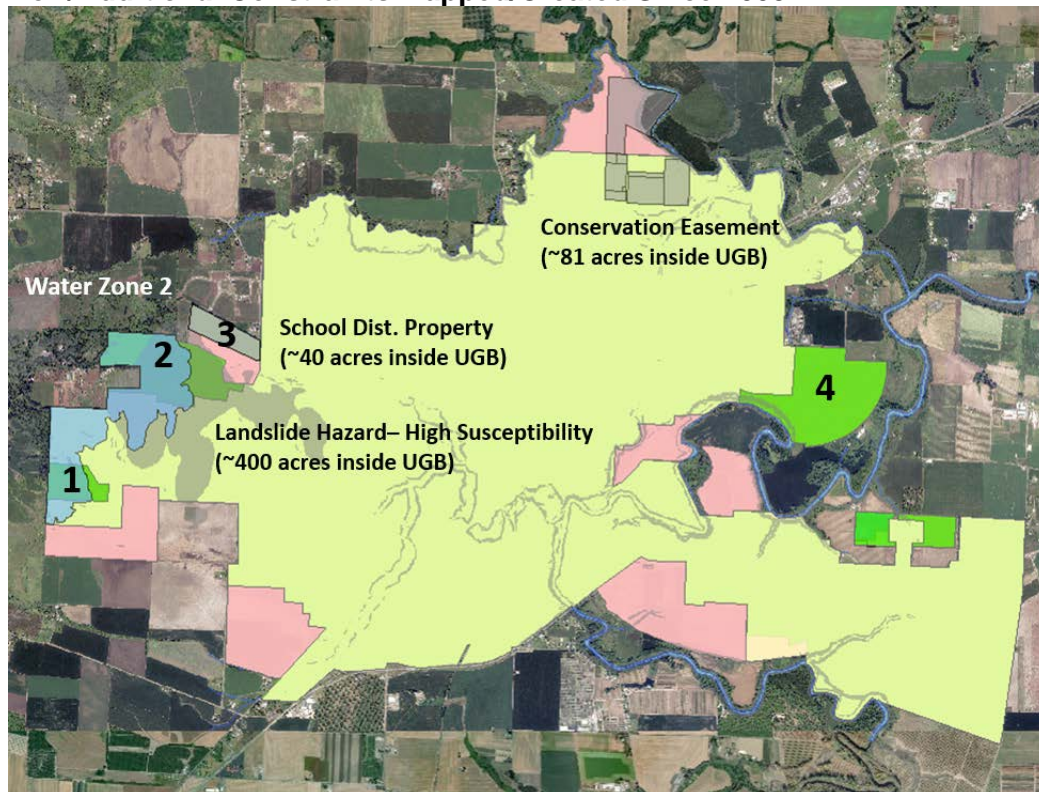 Conservation Easement
(~81 acres inside UGB)
Water Zone 2
3
School Dist. Property
(~40 acres inside UGB)
2
4
Landslide Hazard– High Susceptibility
(~400 acres inside UGB)
1